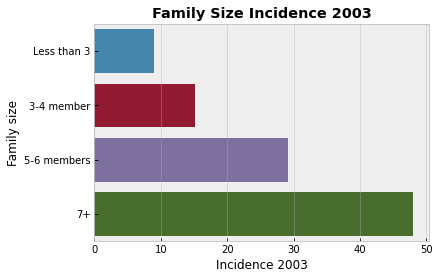 Family Size Incidence 2003
Family size
Less than 3
3-4 member
5-6 members
7+
0 10 20 30 40 50
Incidence 2003